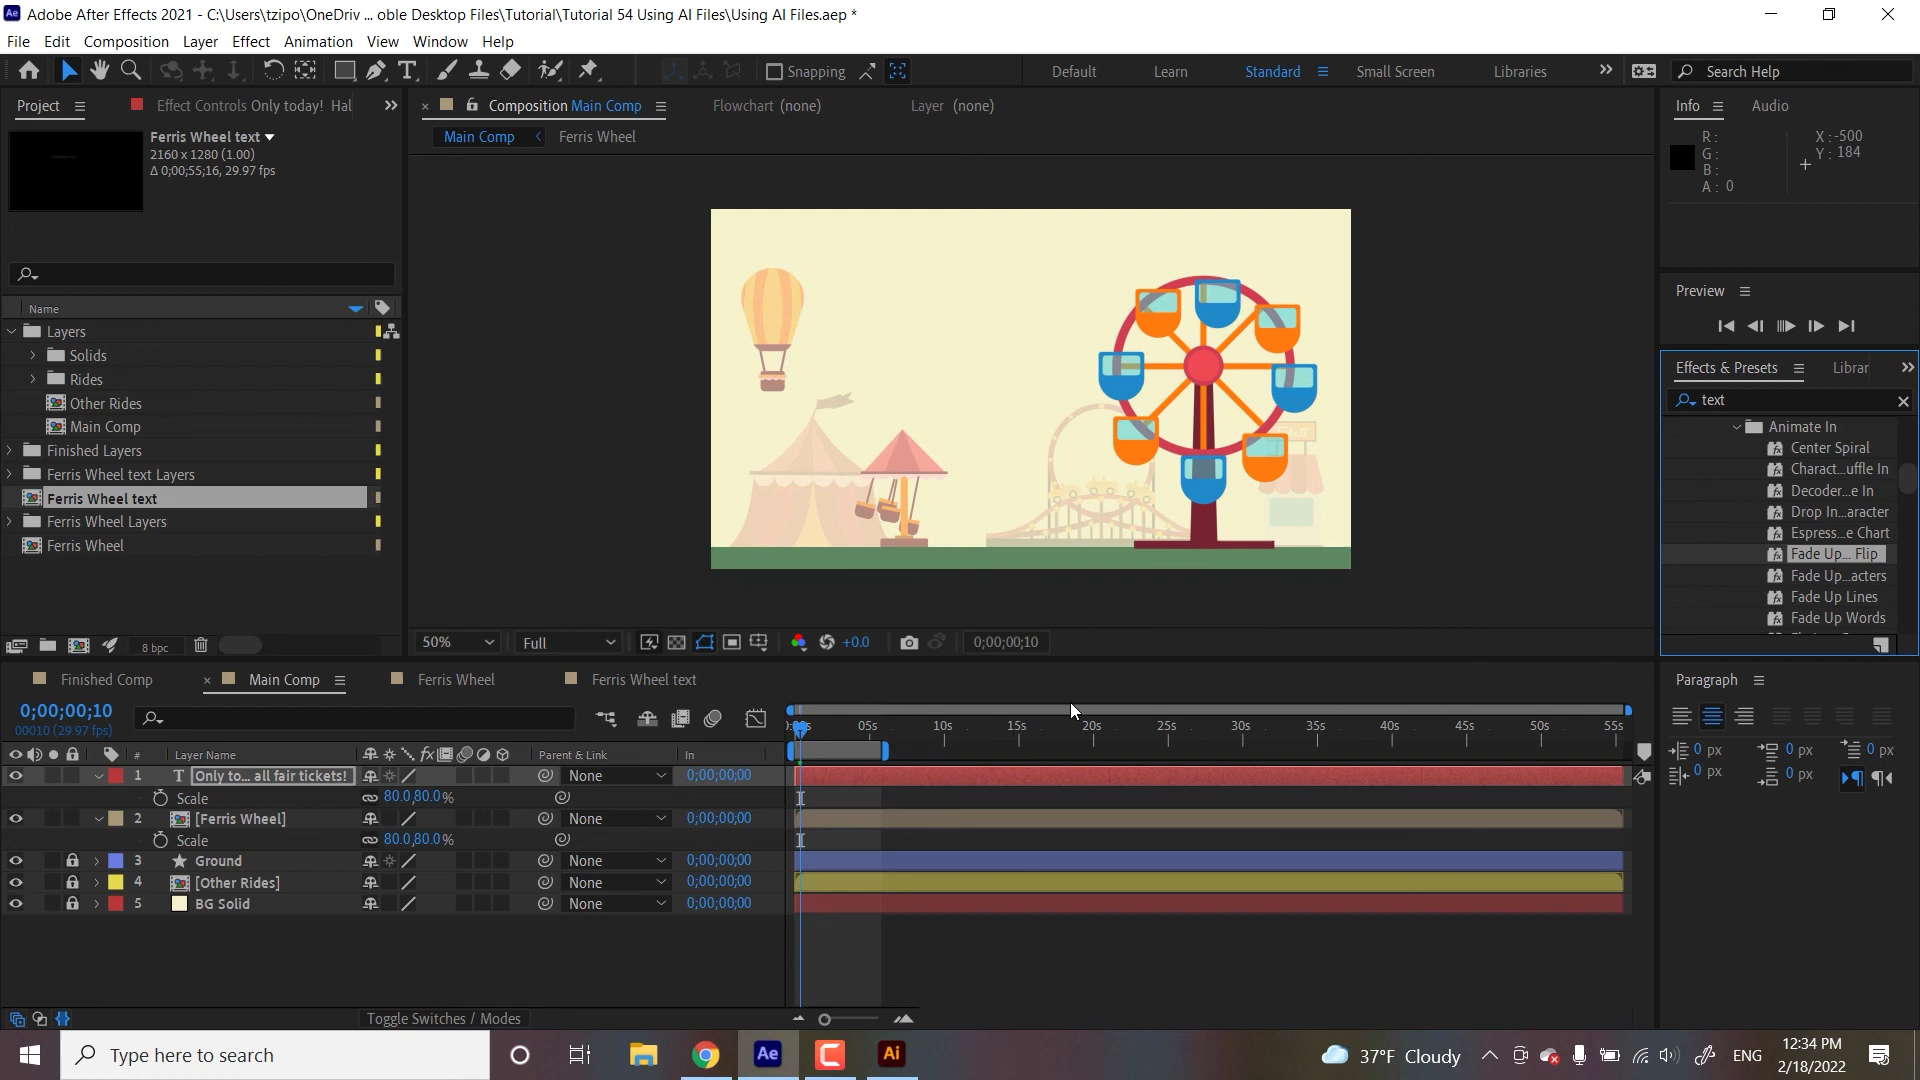 Adobe After Effects 2021 - C:\Users\tzipo\OneDriv ... oble Desktop Files\Tutorial\Tutorial 54 Using AI Files\Using AI Files.aep *
File Edit Composition Layer Effect Animation View Window Help
Snapping
Default Learn Standard Small Screen Libraries
Search Help
Project Effect Controls Only today! Hal
Composition Main Comp Flowchart (none) Layer (none)
Main Comp Ferris Wheel
Ferris Wheel text
2160 x 1280 (1.00)
Δ 0;00;55;16, 29.97 fps
Name
Layers
Solids
Rides
Other Rides
Main Comp
Finished Layers
Ferris Wheel text Layers
Ferris Wheel text
Ferris Wheel Layers
Ferris Wheel
8 bpc
50% Full +0.0 0;00;00;10
Info Audio
R :
G :
B :
A : 0
X : -500
Y : 184
Preview
Effects & Presets Librar
text
Animate In
Center Spiral
Charact...uffle In
Decoder...e In
Drop In...aracter
Espress...e Chart
Fade Up... Flip
Fade Up...acters
Fade Up Lines
Fade Up Words
Finished Comp Main Comp Ferris Wheel Ferris Wheel text
0;00;00;10
00010 (29.97 fps)
05s 10s 15s 20s 25s 30s 35s 40s 45s 50s 55s
# Layer Name Parent & Link In
1 T Only to... all fair tickets! None 0;00;00;00
Scale 80.0,80.0 %
2 [Ferris Wheel] None 0;00;00;00
Scale 80.0,80.0 %
3 Ground None 0;00;00;00
4 [Other Rides] None 0;00;00;00
5 BG Solid None 0;00;00;00
Toggle Switches / Modes
Paragraph
0 px 0 px 0 px
0 px 0 px
Type here to search
Ae
Ai
37°F Cloudy
ENG
12:34 PM
2/18/2022